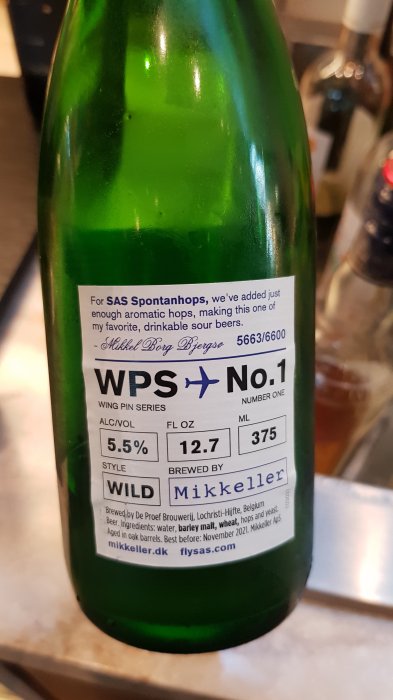 For SAS Spontanhops, we've added just
enough aromatic hops, making this one of
my favorite, drinkable sour beers.
- Mikkel Borg Bjergsø 5663/6600
WPS No.1
WING PIN SERIES NUMBER ONE
ALC/VOL FL OZ ML
5.5% 12.7 375
STYLE BREWED BY
WILD Mikkeller
Brewed by De Proef Brouwerij, Lochristi-Hijfte, Belgium
Beer. Ingredients: water, barley malt, wheat, hops and yeast.
Aged in oak barrels. Best before: November 2021. Mikkeller Aps
mikkeller.dk flysas.com